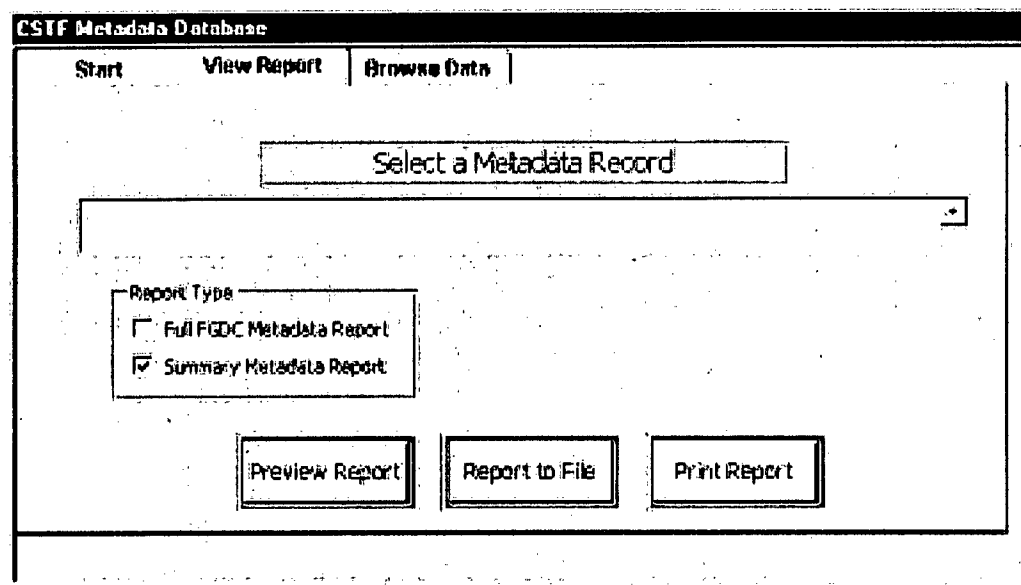 CSTF Metadata Database
Start View Report Browse Data
Select a Metadata Record
Report Type
Full FGDC Metadata Report
Summary Metadata Report
Preview Report Report to File Print Report